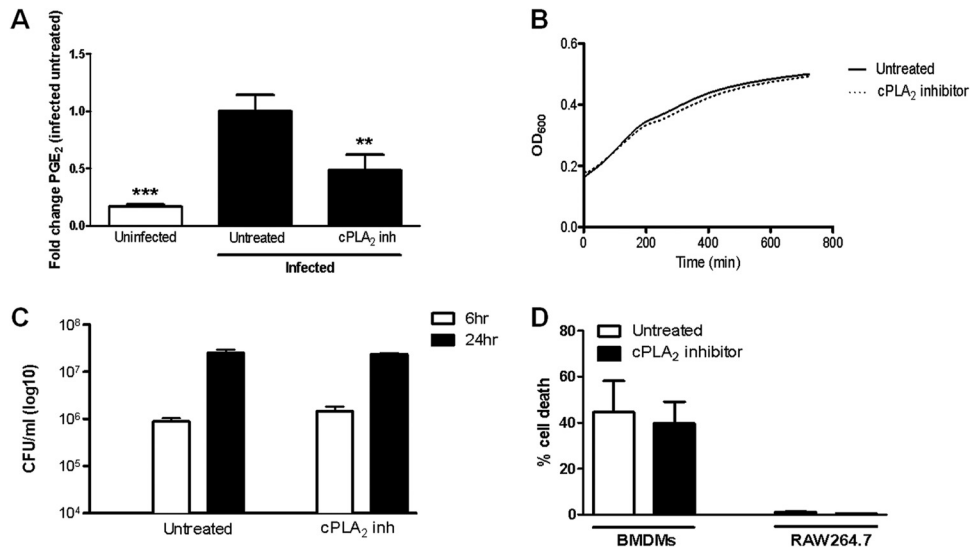 A
Fold change PGE2 (infected untreated)
1.5
1.0
0.5
0.0
***
**
Uninfected
Untreated
cPLA2 inh
Infected
B
OD600
0.6
0.4
0.2
0.0
0
200
400
600
800
Time (min)
Untreated
cPLA2 inhibitor
C
CFU/ml (log10)
10^8
10^7
10^6
10^5
10^4
Untreated
cPLA2 inh
6hr
24hr
D
% cell death
80
60
40
20
0
Untreated
cPLA2 inhibitor
BMDMs
RAW264.7